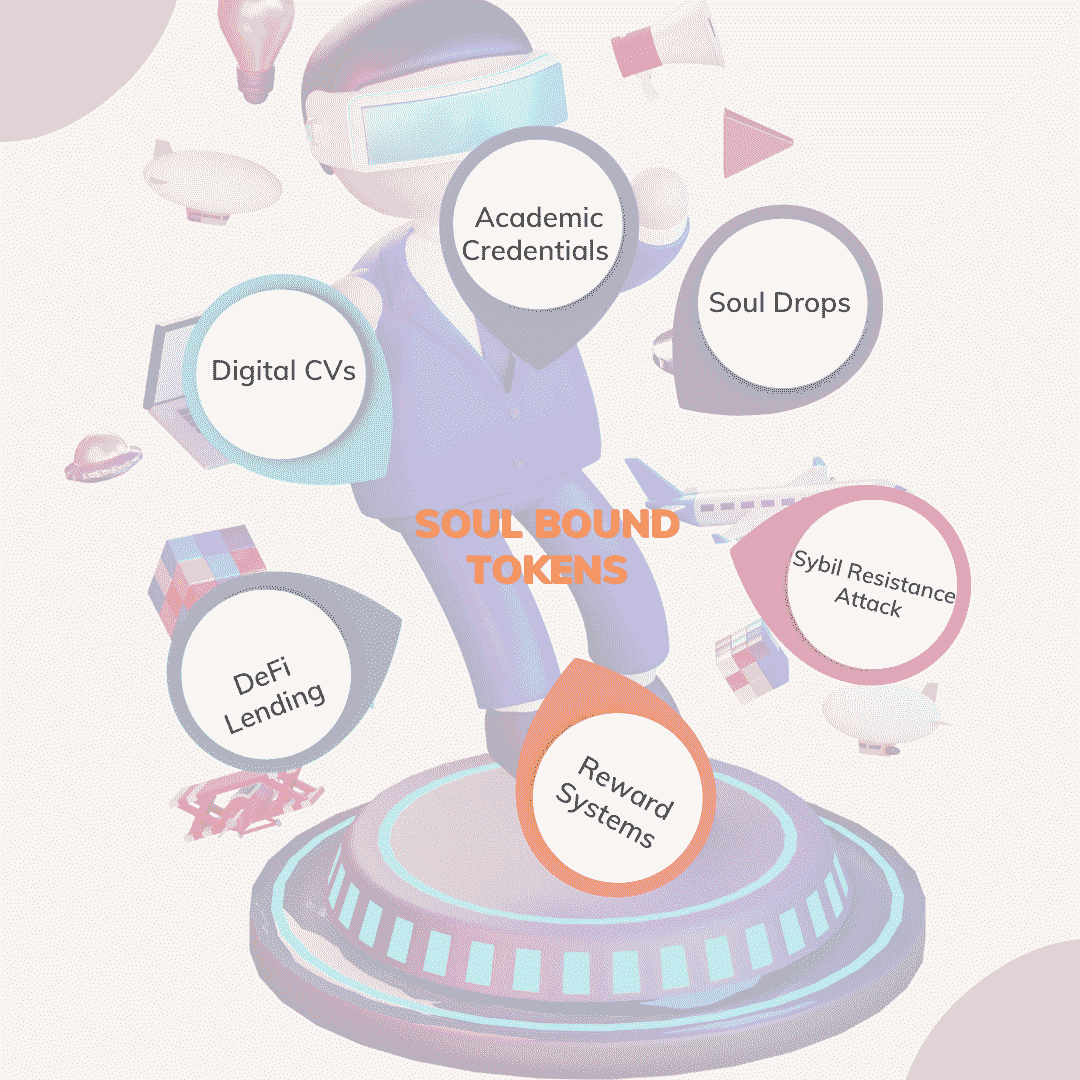 Academic
Credentials
Soul Drops
Digital CVs
SOUL BOUND
TOKENS
Sybil Resistance
Attack
DeFi
Lending
Reward
Systems